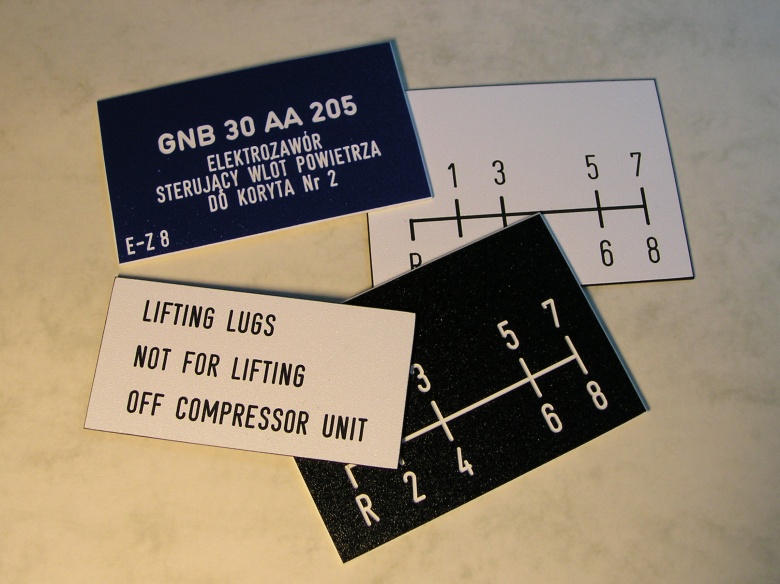 GNB 30 AA 205
ELEKTROZAWÓR
STERUJĄCY WLOT POWIETRZA
DO KORYTA Nr 2
E-Z 8
1 3 5 7
R 6 8
LIFTING LUGS
NOT FOR LIFTING
OFF COMPRESSOR UNIT
3 5 7
R 2 4 6 8